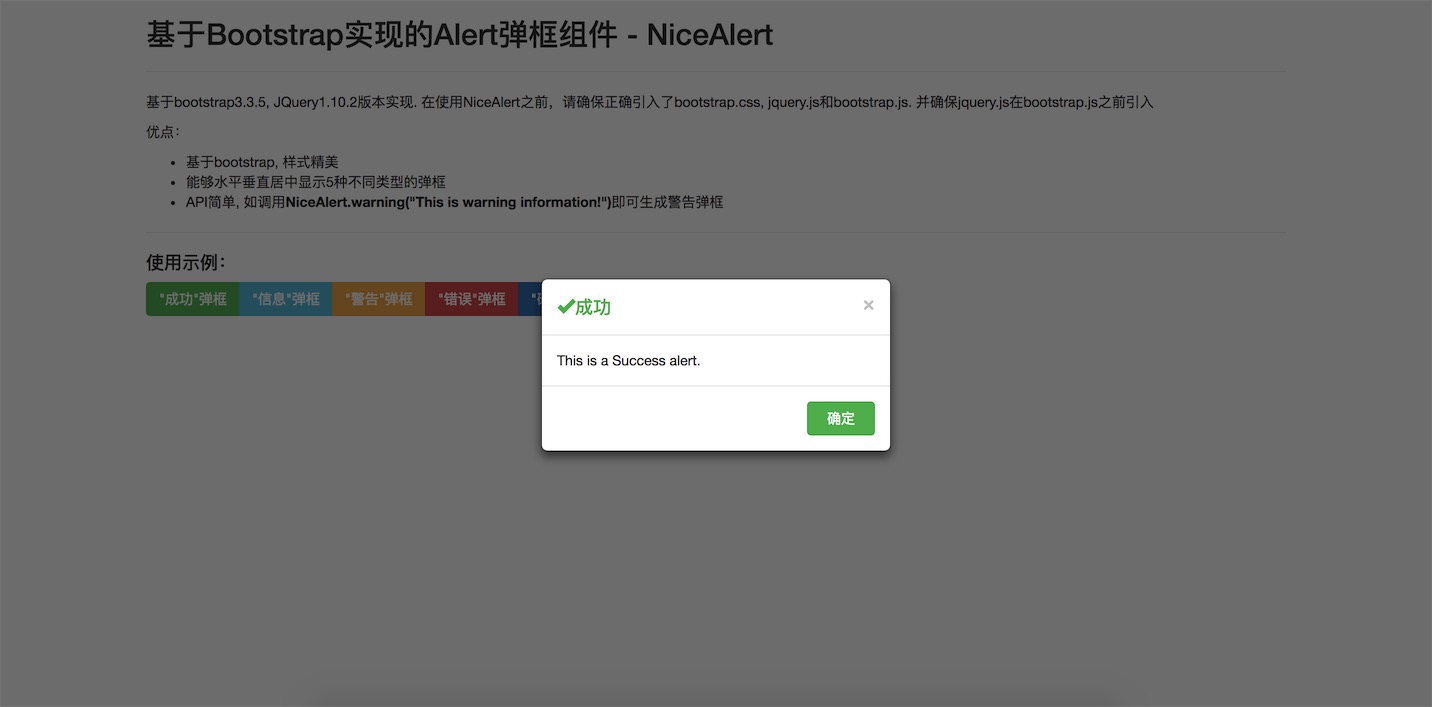 基于Bootstrap实现的Alert弹框组件 - NiceAlert
基于bootstrap3.3.5, JQuery1.10.2版本实现. 在使用NiceAlert之前，请确保正确引入了bootstrap.css, jquery.js和bootstrap.js. 并确保jquery.js在bootstrap.js之前引入
优点：
• 基于bootstrap, 样式精美
• 能够水平垂直居中显示5种不同类型的弹框
• API简单, 如调用NiceAlert.warning("This is warning information!")即可生成警告弹框
使用示例：
"成功"弹框 "信息"弹框 "警告"弹框 "错误"弹框
成功 ×
This is a Success alert.
确定